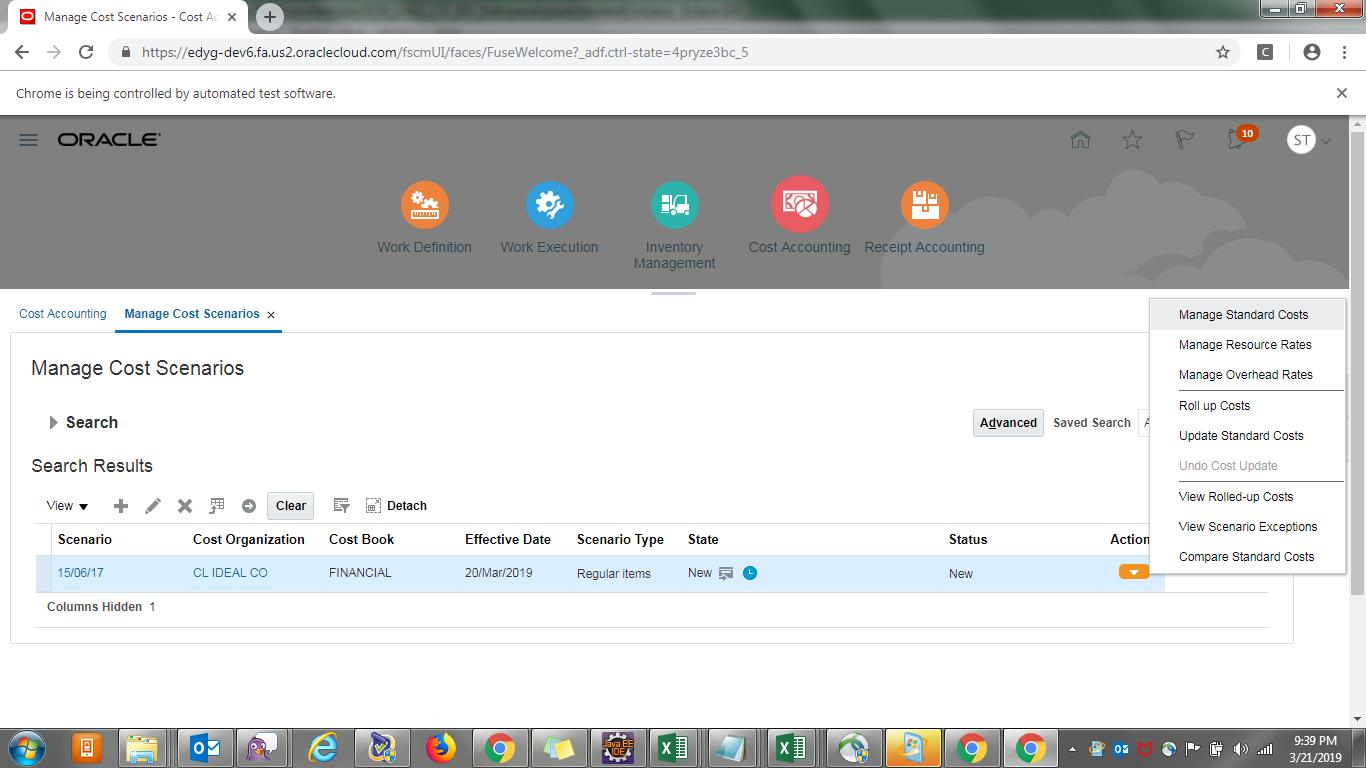 Manage Cost Scenarios - Cost Ac
https://edyg-dev6.fa.us2.oraclecloud.com/fscmUI/faces/FuseWelcome?_adf.ctrl-state=4pryze3bc_5
C
Chrome is being controlled by automated test software.
ORACLE
10
ST
Work Definition
Work Execution
Inventory
Management
Cost Accounting
Receipt Accounting
Cost Accounting
Manage Cost Scenarios
Manage Cost Scenarios
Search
Advanced
Saved Search
Search Results
View
Clear
Detach
Scenario Cost Organization Cost Book Effective Date Scenario Type State Status Action
15/06/17 CL IDEAL CO FINANCIAL 20/Mar/2019 Regular items New New
Columns Hidden 1
Manage Standard Costs
Manage Resource Rates
Manage Overhead Rates
Roll up Costs
Update Standard Costs
Undo Cost Update
View Rolled-up Costs
View Scenario Exceptions
Compare Standard Costs
Java EE
IDE
9:39 PM
3/21/2019